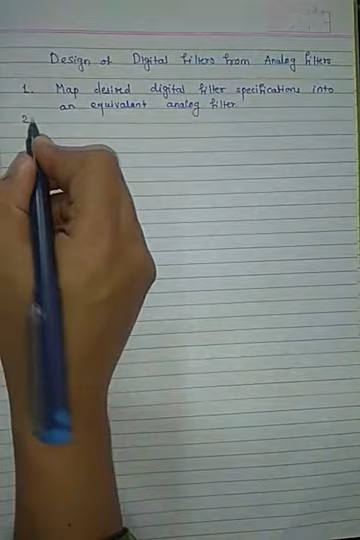 Design of Digital Filters from Analog Filters
1. Map desired digital filter specifications into
an equivalent analog filter.
2